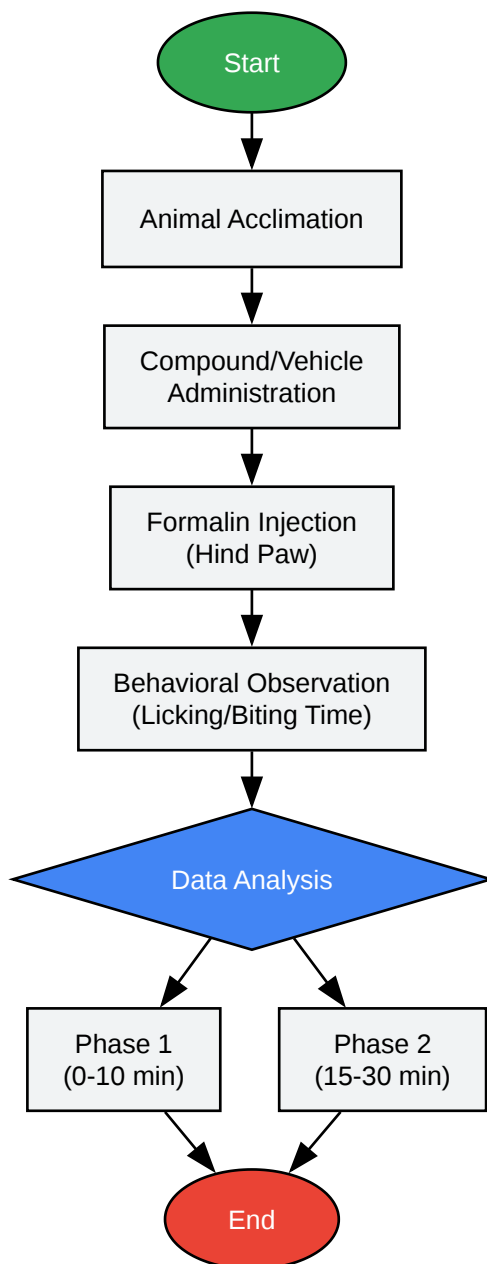 Start
Animal Acclimation
Compound/Vehicle
Administration
Formalin Injection
(Hind Paw)
Behavioral Observation
(Licking/Biting Time)
Data Analysis
Phase 1
(0-10 min)
Phase 2
(15-30 min)
End